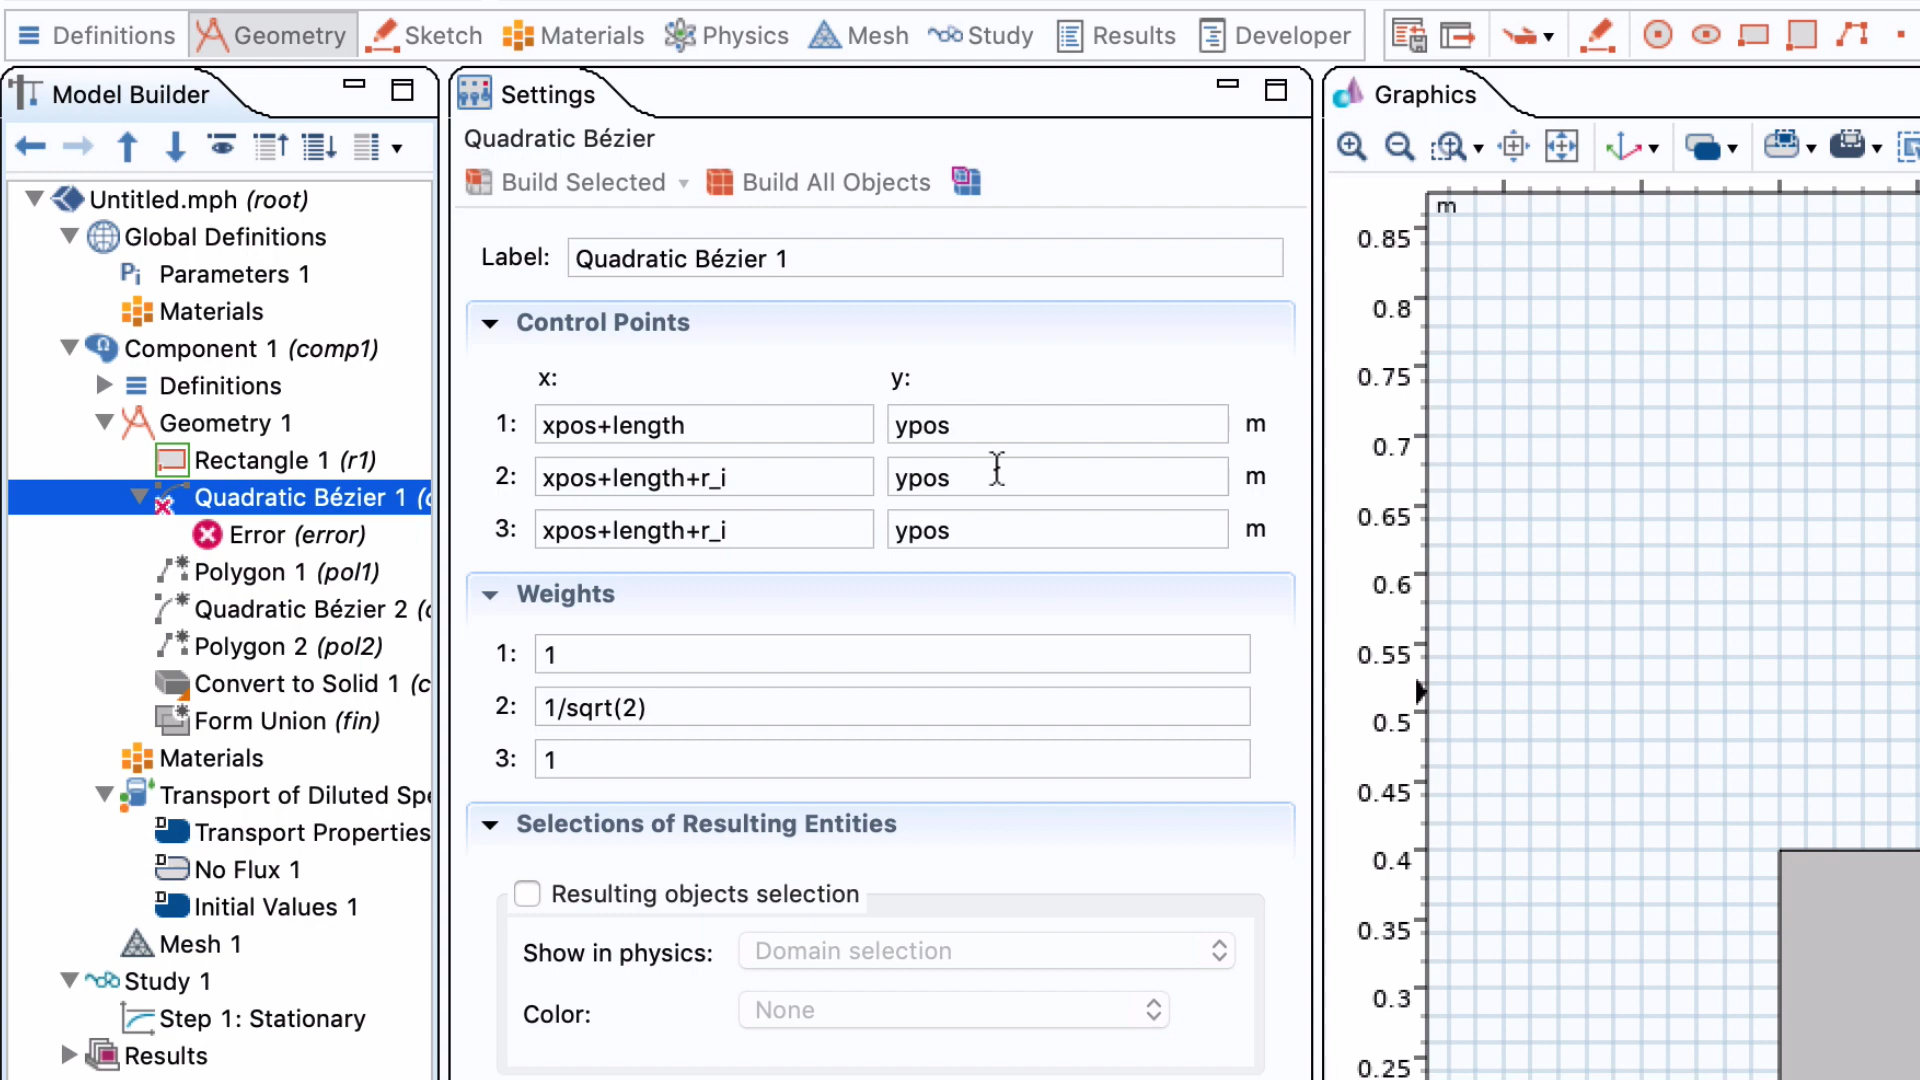 Definitions
Geometry
Sketch
Materials
Physics
Mesh
Study
Results
Developer
Model Builder
Untitled.mph (root)
Global Definitions
Pi Parameters 1
Materials
Component 1 (comp1)
Definitions
Geometry 1
Rectangle 1 (r1)
Quadratic Bézier 1 (
Error (error)
Polygon 1 (pol1)
Quadratic Bézier 2 (
Polygon 2 (pol2)
Convert to Solid 1 (c
Form Union (fin)
Materials
Transport of Diluted Spe
Transport Properties
No Flux 1
Initial Values 1
Mesh 1
Study 1
Step 1: Stationary
Results
Settings
Quadratic Bézier
Build Selected
Build All Objects
Label: Quadratic Bézier 1
Control Points
x: y:
1: xpos+length ypos m
2: xpos+length+r_i ypos m
3: xpos+length+r_i ypos m
Weights
1: 1
2: 1/sqrt(2)
3: 1
Selections of Resulting Entities
Resulting objects selection
Show in physics: Domain selection
Color: None
Graphics
m
0.85
0.8
0.75
0.7
0.65
0.6
0.55
0.5
0.45
0.4
0.35
0.3
0.25